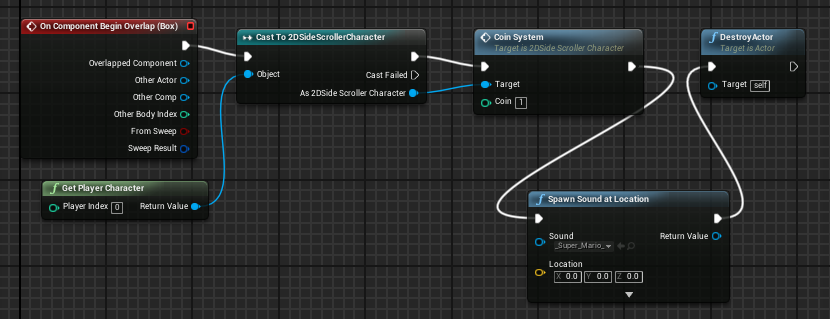 On Component Begin Overlap (Box)
Overlapped Component
Other Actor
Other Comp
Other Body Index
From Sweep
Sweep Result
Get Player Character
Player Index 0
Return Value
Cast To 2DSideScrollerCharacter
Object
Cast Failed
As 2DSide Scroller Character
Coin System
Target is 2DSide Scroller Character
Target
Coin 1
Spawn Sound at Location
Sound
_Super_Mario_
Return Value
Location
X 0.0 Y 0.0 Z 0.0
DestroyActor
Target is Actor
Target self